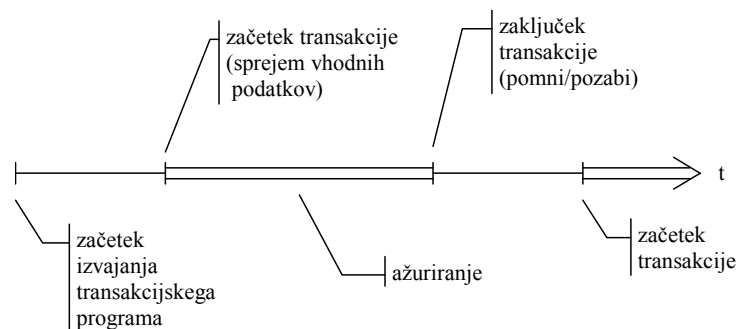 začetek transakcije
(sprejem vhodnih
podatkov)
zaključek
transakcije
(pomni/pozabi)
t
začetek
izvajanja
transakcijskega
programa
ažuriranje
začetek
transakcije